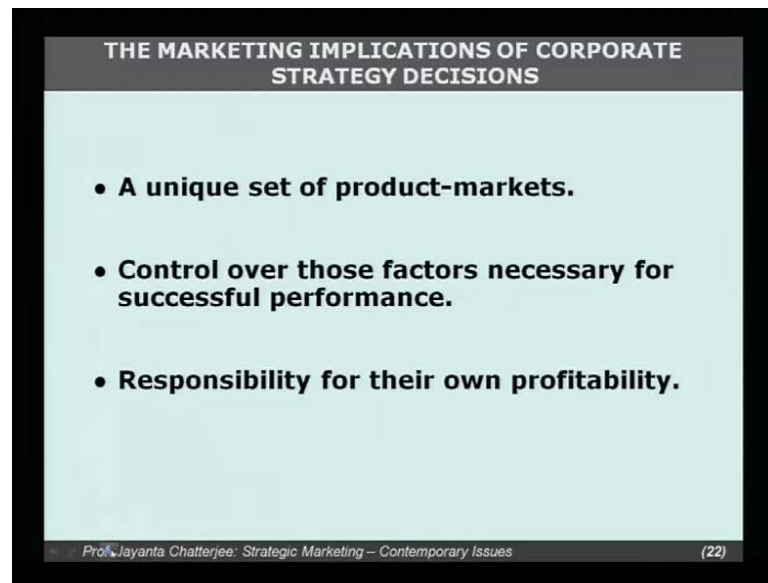 THE MARKETING IMPLICATIONS OF CORPORATE
STRATEGY DECISIONS
• A unique set of product-markets.
• Control over those factors necessary for
successful performance.
• Responsibility for their own profitability.
Prof. Jayanta Chatterjee: Strategic Marketing – Contemporary Issues (22)